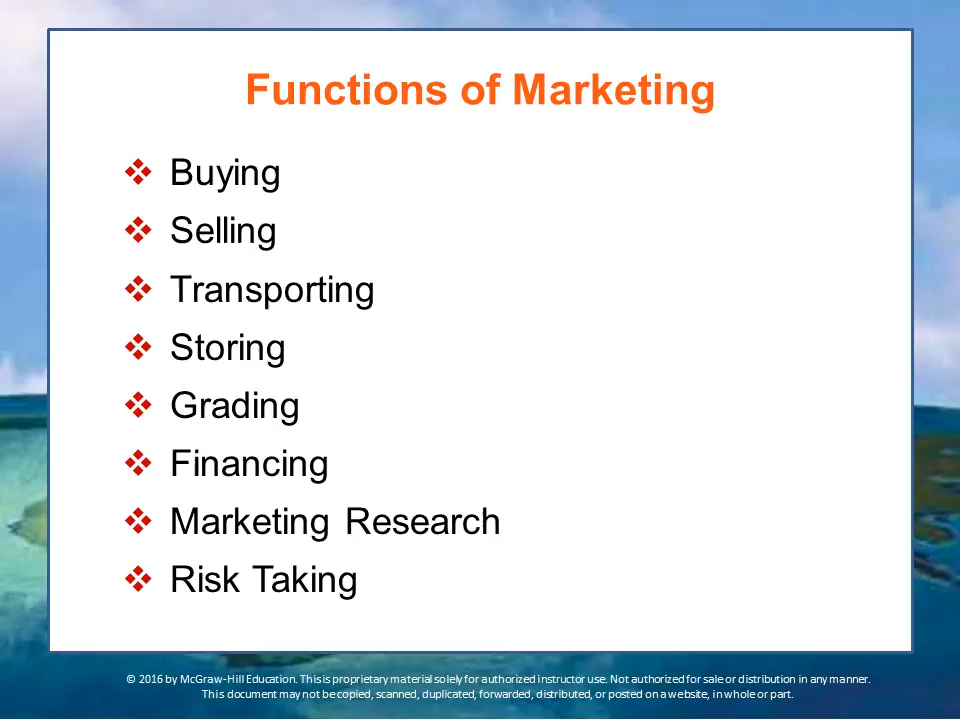 Functions of Marketing
❖ Buying
❖ Selling
❖ Transporting
❖ Storing
❖ Grading
❖ Financing
❖ Marketing Research
❖ Risk Taking
© 2016 by McGraw-Hill Education. This is proprietary material solely for authorized instructor use. Not authorized for sale or distribution in any manner.
This document may not be copied, scanned, duplicated, forwarded, distributed, or posted on a website, in whole or part.